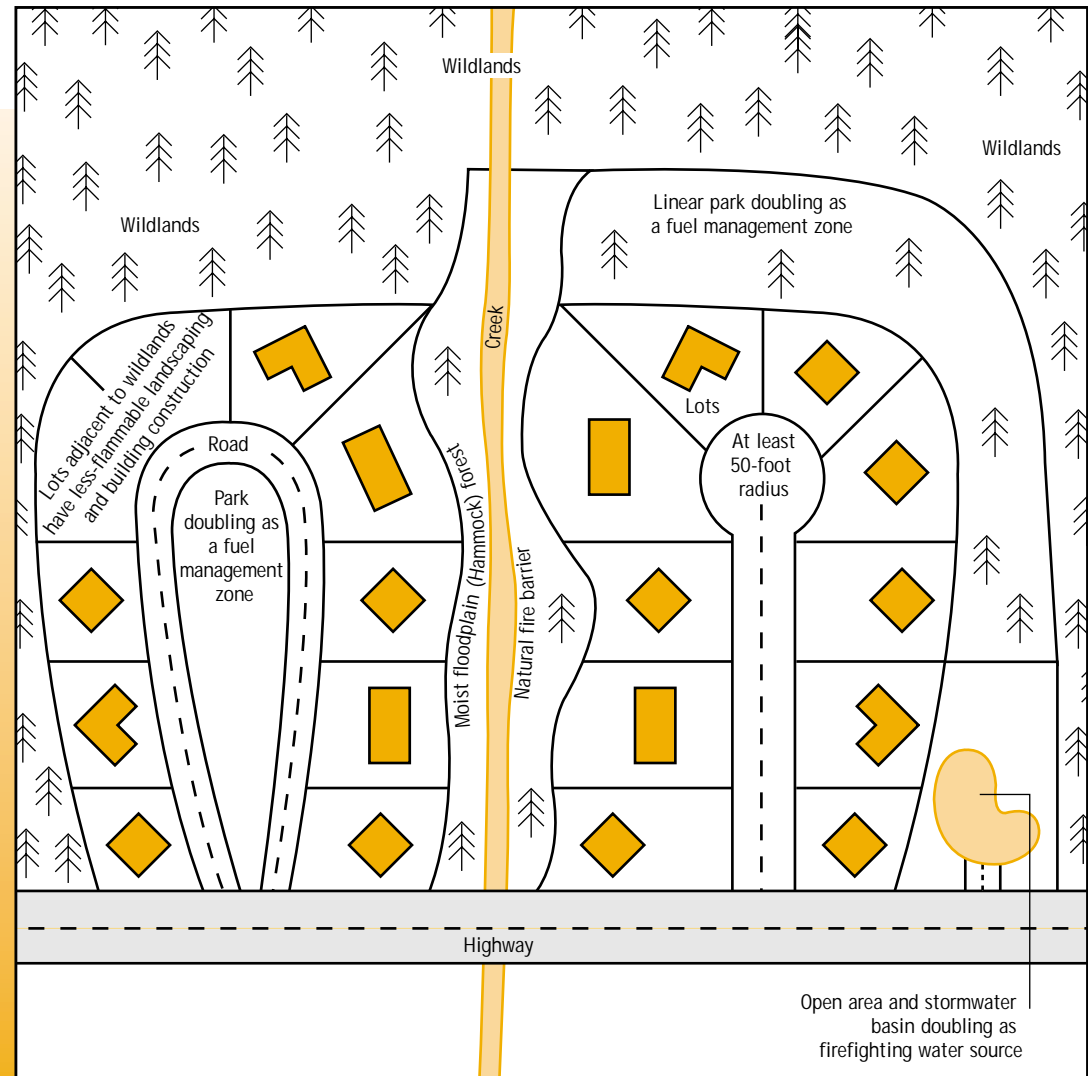 Wildlands
Wildlands
Wildlands
Linear park doubling as
a fuel management zone
Creek
Lots adjacent to wildlands
have less-flammable landscaping
and building construction
Lots
Road
At least
50-foot
radius
Park
doubling as
a fuel
management
zone
Moist floodplain (Hammock) forest
Natural fire barrier
Highway
Open area and stormwater
basin doubling as
firefighting water source